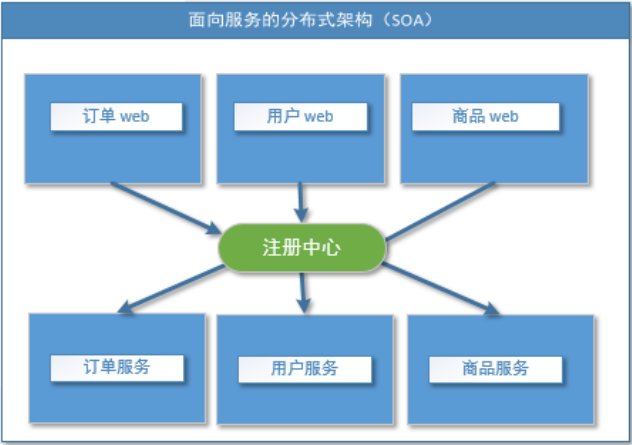 面向服务的分布式架构（SOA）
订单 web
用户 web
商品 web
注册中心
订单服务
用户服务
商品服务